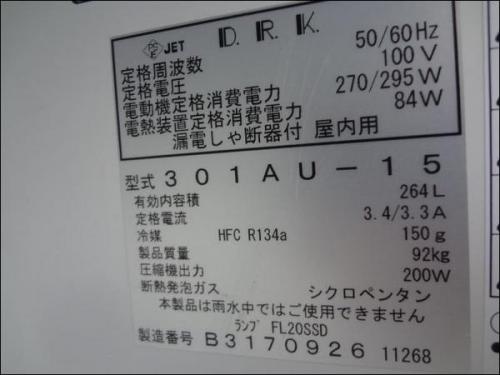 PS E JET D.R.K.
定格周波数 50/60Hz
定格電圧 100V
電動機定格消費電力 270/295W
電熱装置定格消費電力 84W
漏電しゃ断器付 屋内用
型式 301AU-15
有効内容積 264L
定格電流 3.4/3.3A
冷媒 HFC R134a 150g
製品質量 92kg
圧縮機出力 200W
断熱発泡ガス シクロペンタン
本製品は雨水中ではご使用できません
ランプ FL20SSD
製造番号 B3170926 11268